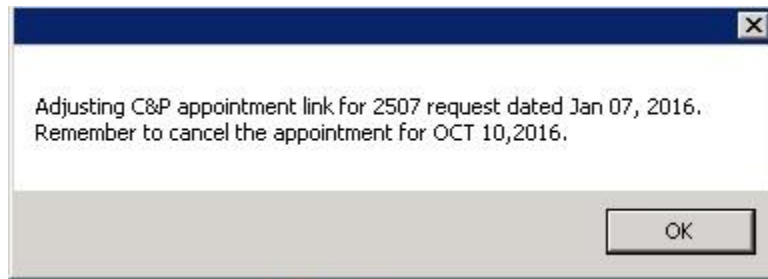 Adjusting C&P appointment link for 2507 request dated Jan 07, 2016.
Remember to cancel the appointment for OCT 10,2016.
OK